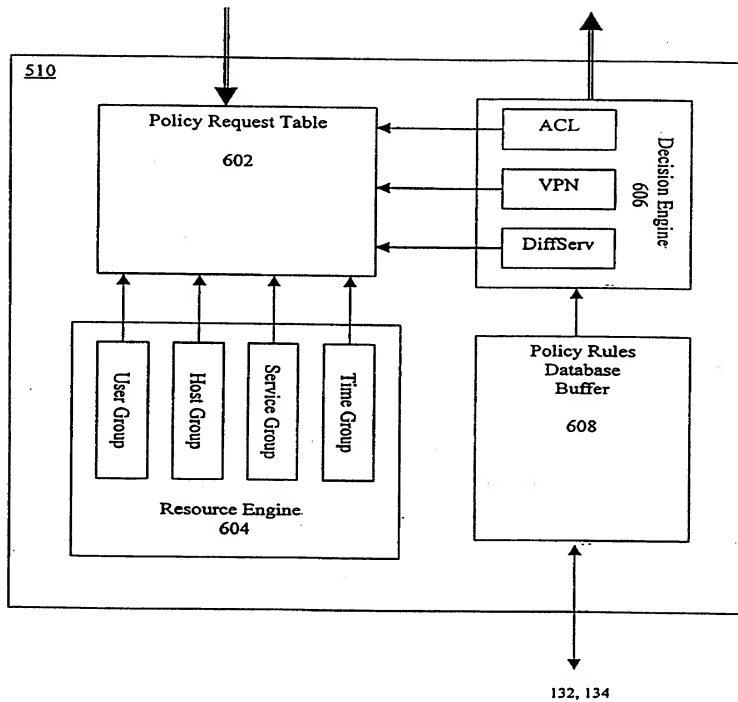 510
Policy Request Table
602
ACL
VPN
DiffServ
Decision Engine
606
User Group
Host Group
Service Group
Time Group
Resource Engine
604
Policy Rules
Database
Buffer
608
132, 134